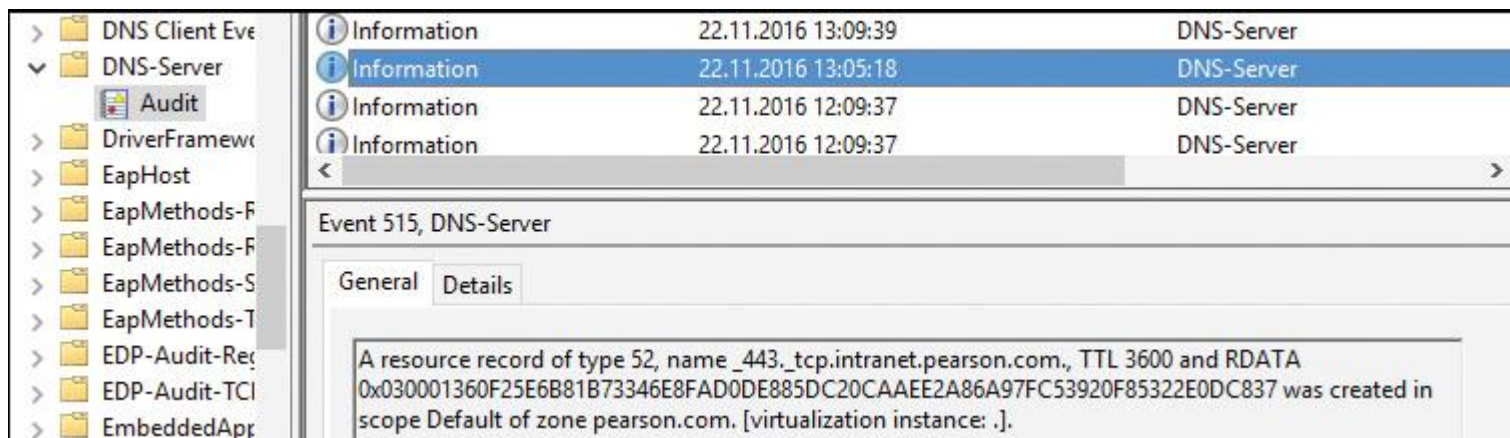 DNS Client Eve
DNS-Server
Audit
DriverFramewo
EapHost
EapMethods-R
EapMethods-R
EapMethods-S
EapMethods-T
EDP-Audit-Reg
EDP-Audit-TCI
EmbeddedApp
Information 22.11.2016 13:09:39 DNS-Server
Information 22.11.2016 13:05:18 DNS-Server
Information 22.11.2016 12:09:37 DNS-Server
Information 22.11.2016 12:09:37 DNS-Server
Event 515, DNS-Server
General Details
A resource record of type 52, name _443._tcp.intranet.pearson.com., TTL 3600 and RDATA
0x030001360F25E6B81B73346E8FAD0DE885DC20CAAEE2A86A97FC53920F85322E0DC837 was created in
scope Default of zone pearson.com. [virtualization instance: .].